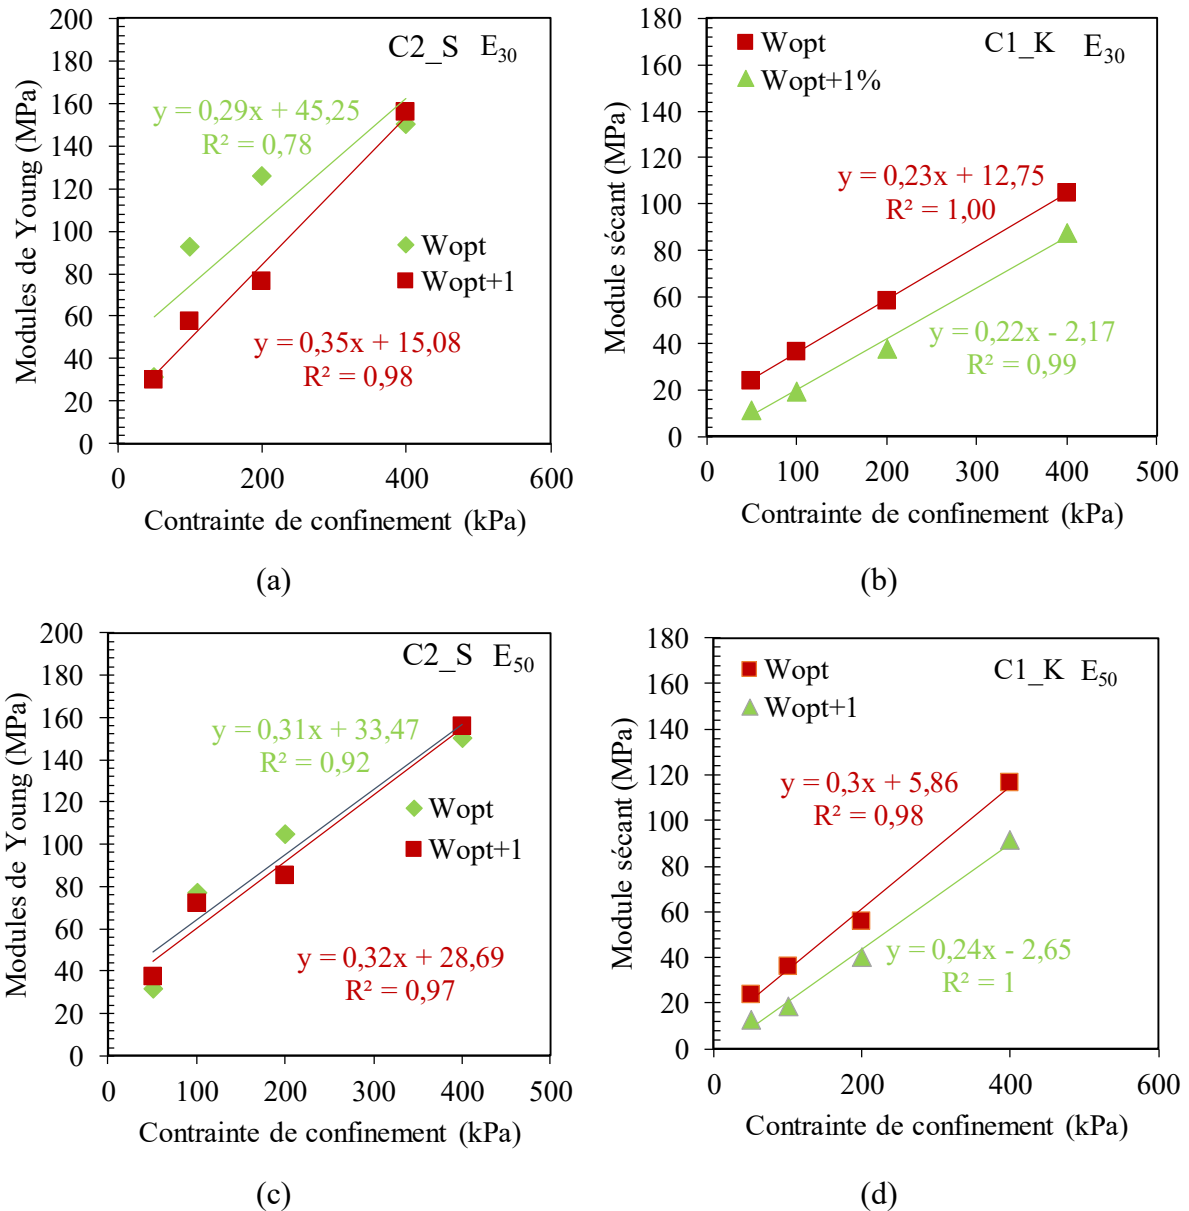 C2_S E30
y = 0,29x + 45,25
R² = 0,78
Wopt
Wopt+1
y = 0,35x + 15,08
R² = 0,98
Modules de Young (MPa)
200
180
160
140
120
100
80
60
40
20
0
0 200 400 600
Contrainte de confinement (kPa)
(a)
Wopt
Wopt+1%
C1_K E30
y = 0,23x + 12,75
R² = 1,00
y = 0,22x - 2,17
R² = 0,99
Module sécant (MPa)
180
160
140
120
100
80
60
40
20
0
0 100 200 300 400 500
Contrainte de confinement (kPa)
(b)
C2_S E50
y = 0,31x + 33,47
R² = 0,92
Wopt
Wopt+1
y = 0,32x + 28,69
R² = 0,97
Modules de Young (MPa)
200
180
160
140
120
100
80
60
40
20
0
0 100 200 300 400 500
Contrainte de confinement (kPa)
(c)
Wopt
Wopt+1
C1_K E50
y = 0,3x + 5,86
R² = 0,98
y = 0,24x - 2,65
R² = 1
Module sécant (MPa)
180
160
140
120
100
80
60
40
20
0
0 200 400 600
Contrainte de confinement (kPa)
(d)